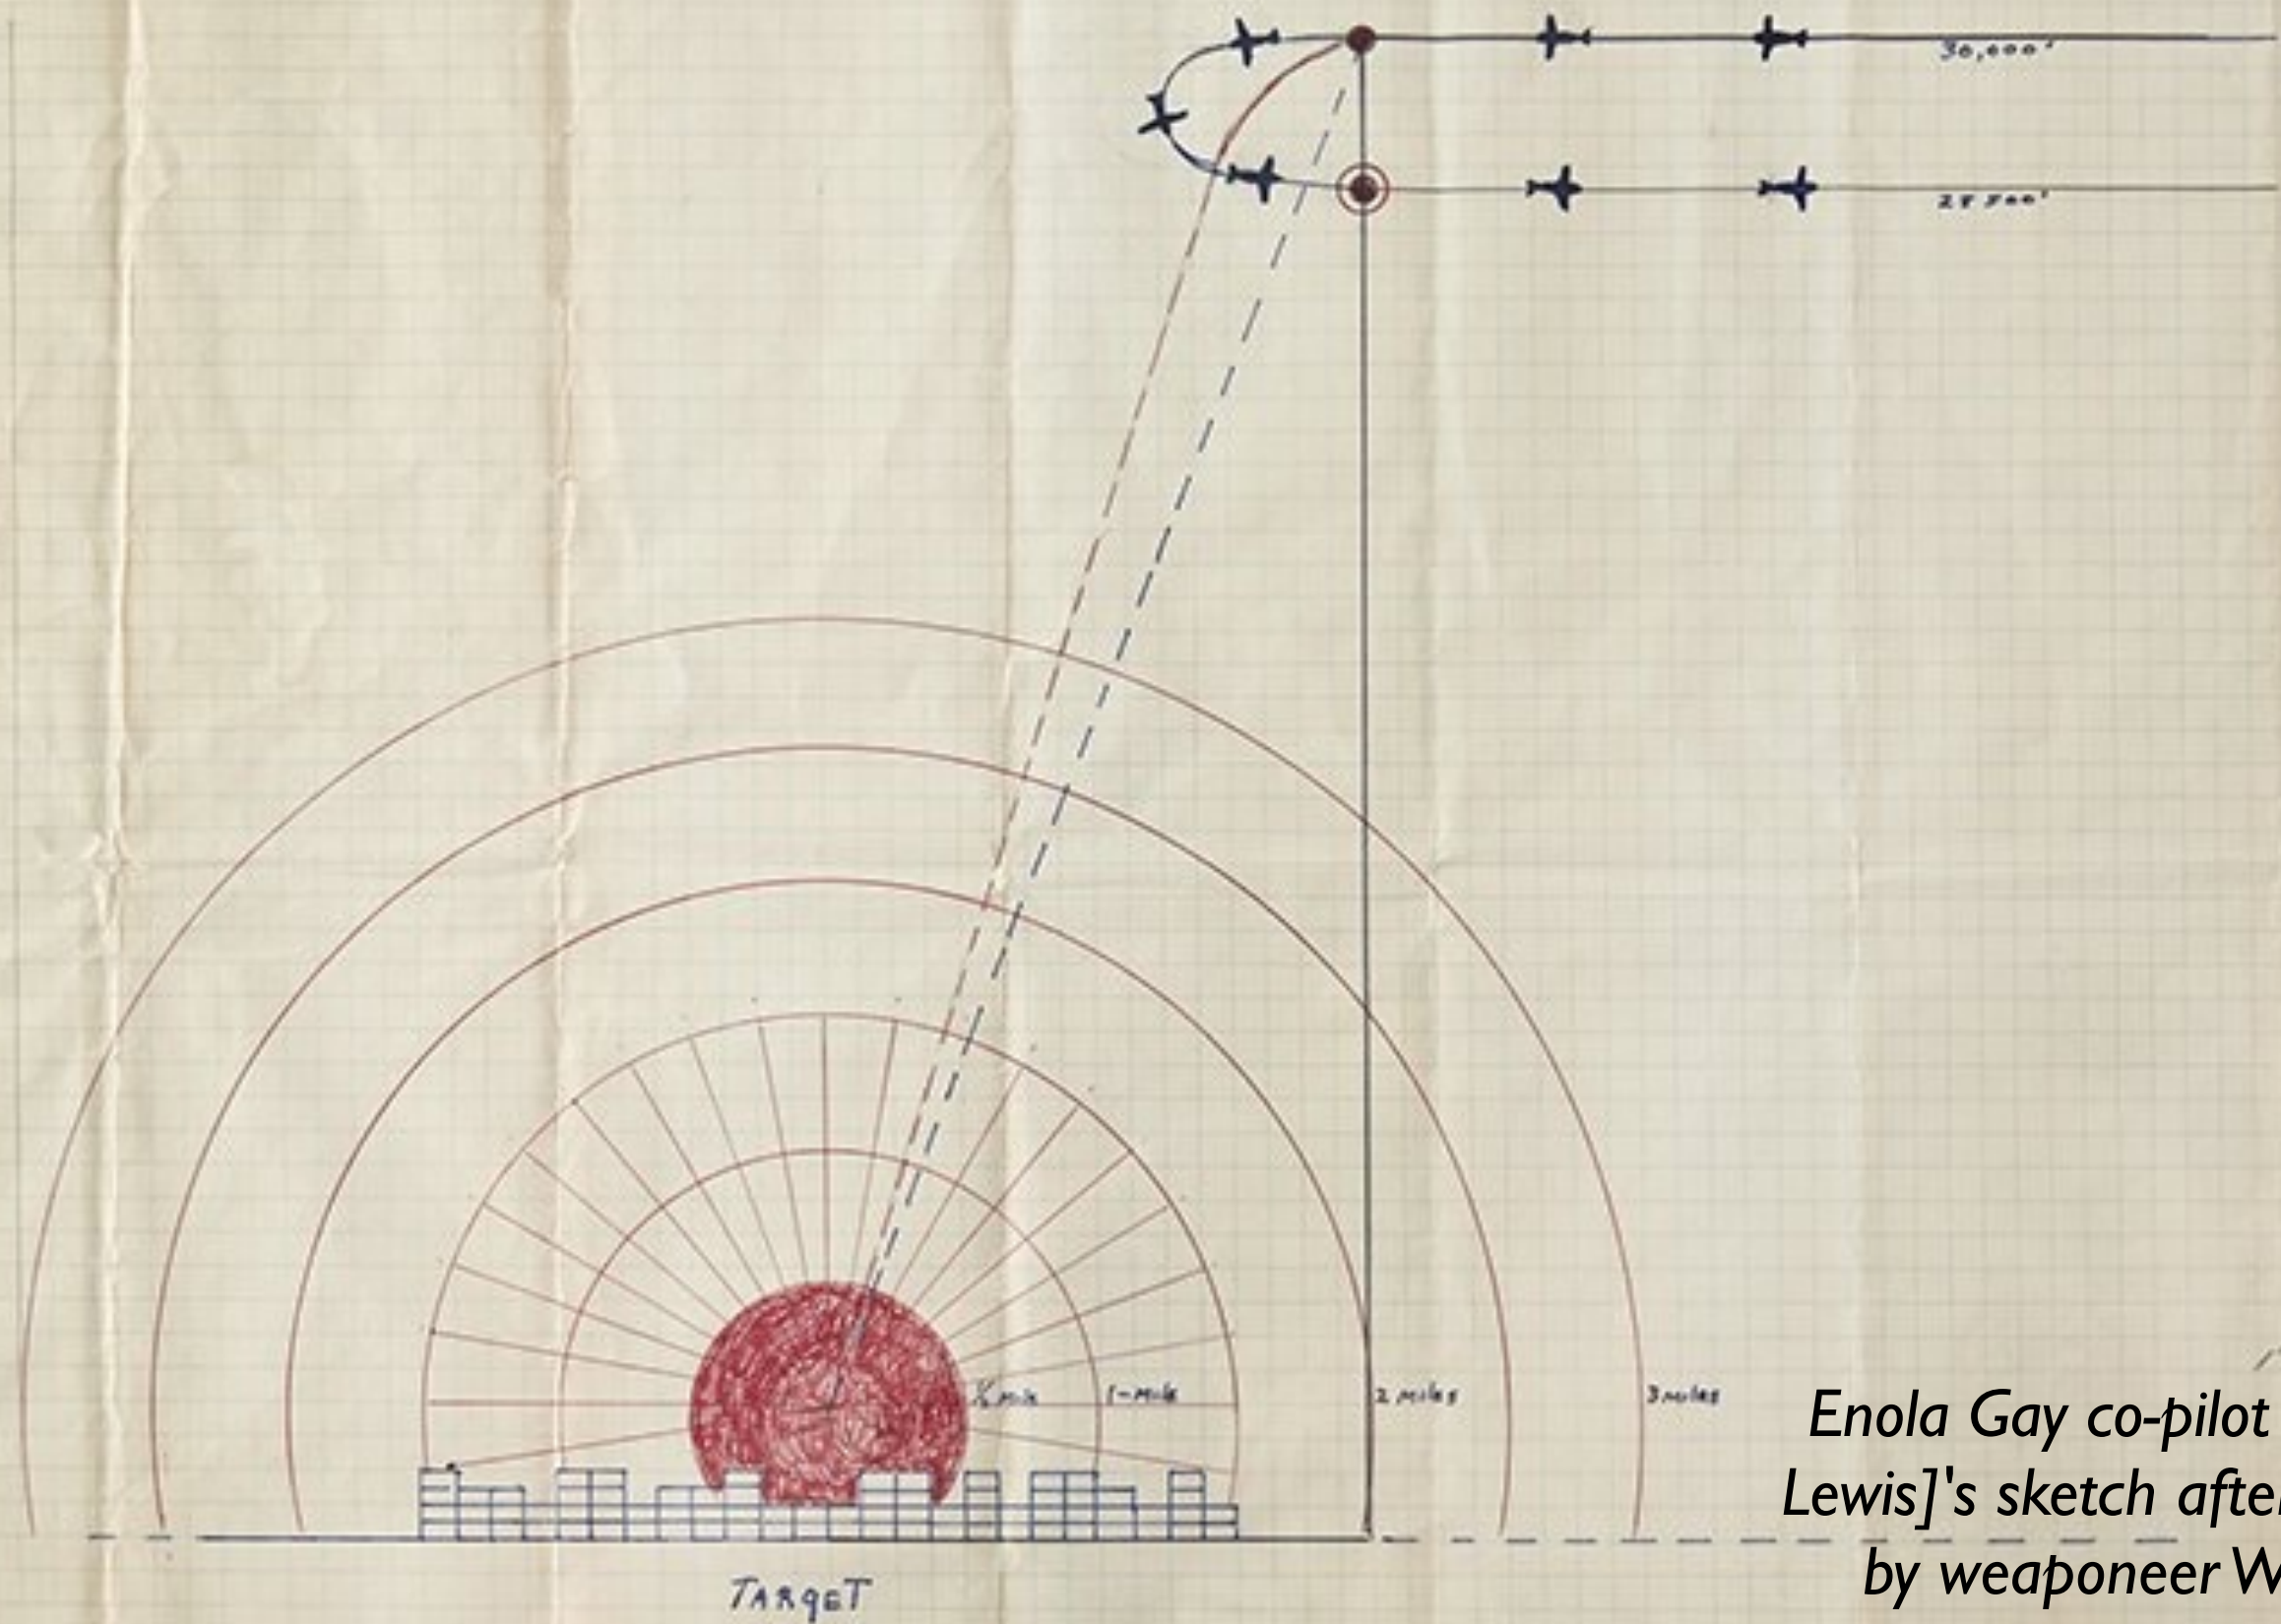 30,000'
28 500'
½ Mile
1-Mile
2 miles
3 miles
Enola Gay co-pilot
Lewis]'s sketch after
by weaponeer W
TARGET